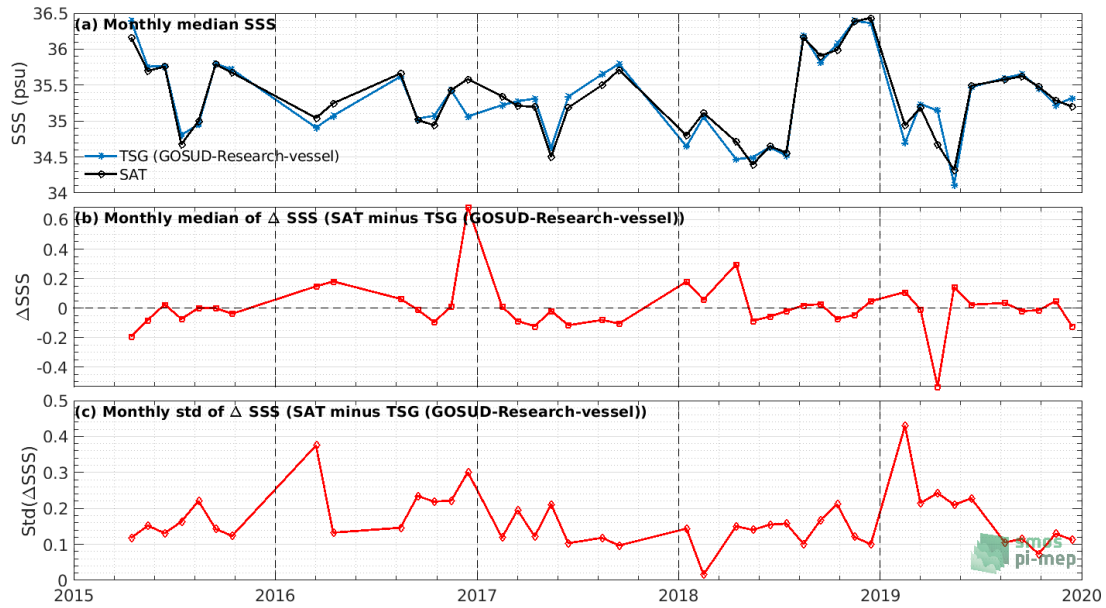 (a) Monthly median SSS
36.5
36
35.5
35
34.5
34
SSS (psu)
TSG (GOSUD-Research-vessel)
SAT
(b) Monthly median of Δ SSS (SAT minus TSG (GOSUD-Research-vessel))
0.6
0.4
0.2
0
-0.2
-0.4
ΔSSS
(c) Monthly std of Δ SSS (SAT minus TSG (GOSUD-Research-vessel))
0.5
0.4
0.3
0.2
0.1
0
Std(ΔSSS)
2015 2016 2017 2018 2019 2020
smos
pi-mep